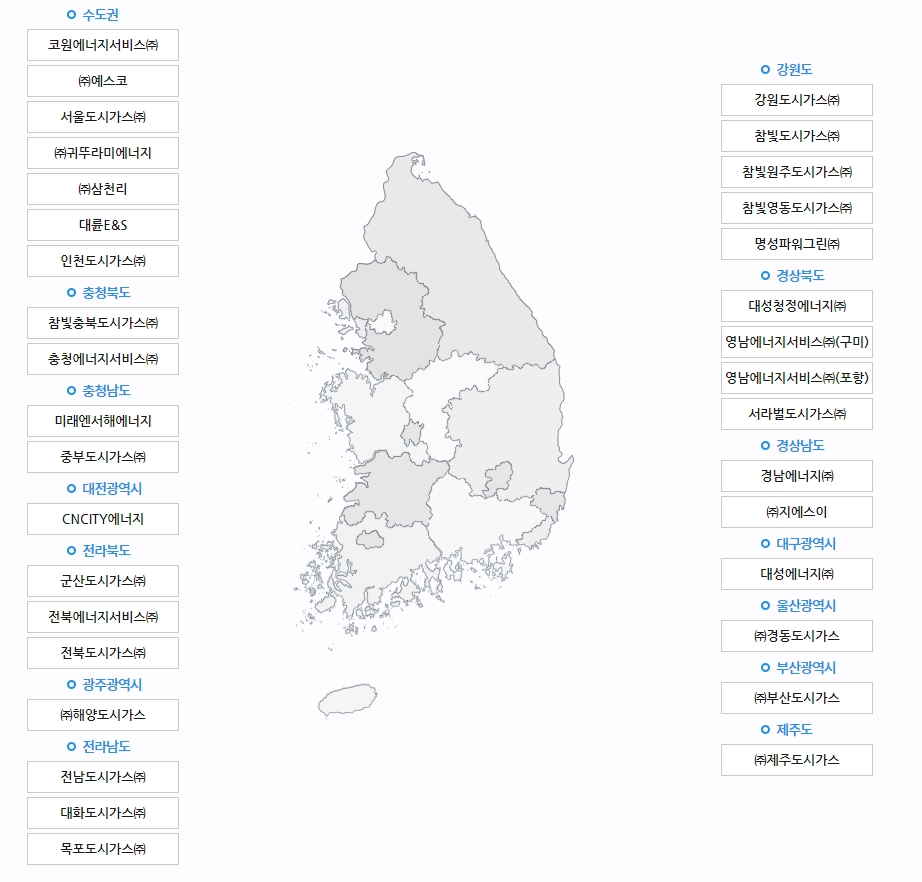 수도권
코원에너지서비스㈜
㈜예스코
서울도시가스㈜
㈜귀뚜라미에너지
㈜삼천리
대륜E&S
인천도시가스㈜
충청북도
참빛충북도시가스㈜
충청에너지서비스㈜
충청남도
미래엔서해에너지
중부도시가스㈜
대전광역시
CNCITY에너지
전라북도
군산도시가스㈜
전북에너지서비스㈜
전북도시가스㈜
광주광역시
㈜해양도시가스
전라남도
전남도시가스㈜
대화도시가스㈜
목포도시가스㈜
강원도
강원도시가스㈜
참빛도시가스㈜
참빛원주도시가스㈜
참빛영동도시가스㈜
명성파워그린㈜
경상북도
대성청정에너지㈜
영남에너지서비스㈜(구미)
영남에너지서비스㈜(포항)
서라벌도시가스㈜
경상남도
경남에너지㈜
㈜지에스이
대구광역시
대성에너지㈜
울산광역시
㈜경동도시가스
부산광역시
㈜부산도시가스
제주도
㈜제주도시가스